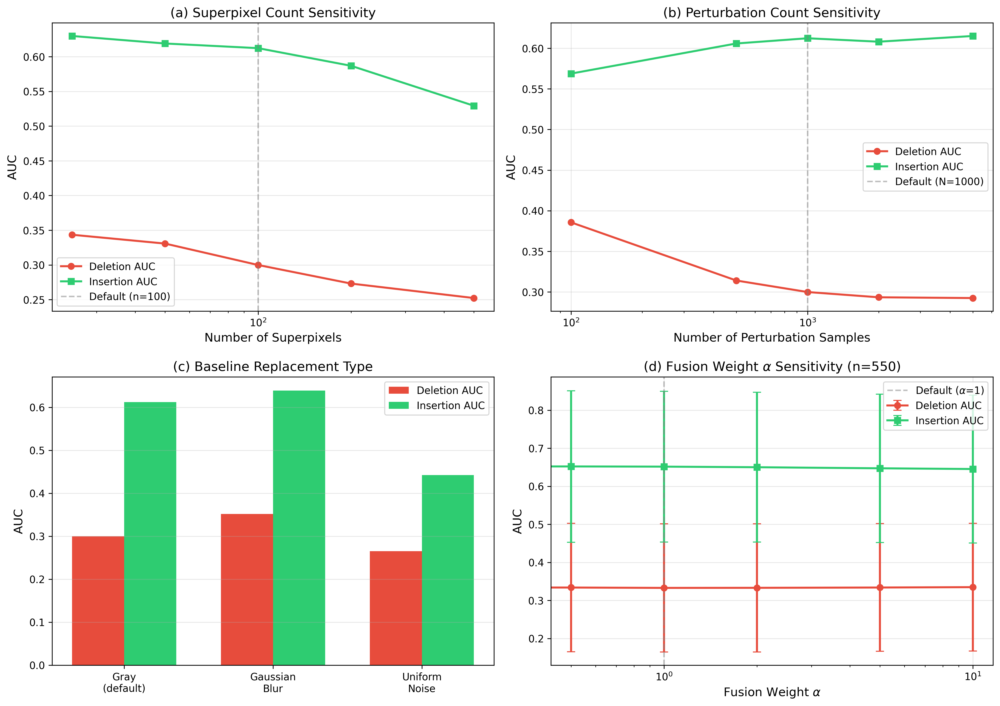 (a) Superpixel Count Sensitivity
AUC
0.60
0.55
0.50
0.45
0.40
0.35
0.30
0.25
Deletion AUC
Insertion AUC
Default (n=100)
10²
Number of Superpixels
(b) Perturbation Count Sensitivity
AUC
0.60
0.55
0.50
0.45
0.40
0.35
0.30
Deletion AUC
Insertion AUC
Default (N=1000)
10² 10³
Number of Perturbation Samples
(c) Baseline Replacement Type
AUC
0.6
0.5
0.4
0.3
0.2
0.1
0.0
Deletion AUC
Insertion AUC
Gray
(default)
Gaussian
Blur
Uniform
Noise
(d) Fusion Weight α Sensitivity (n=550)
AUC
0.8
0.7
0.6
0.5
0.4
0.3
0.2
Default (α=1)
Deletion AUC
Insertion AUC
10⁰ 10¹
Fusion Weight α